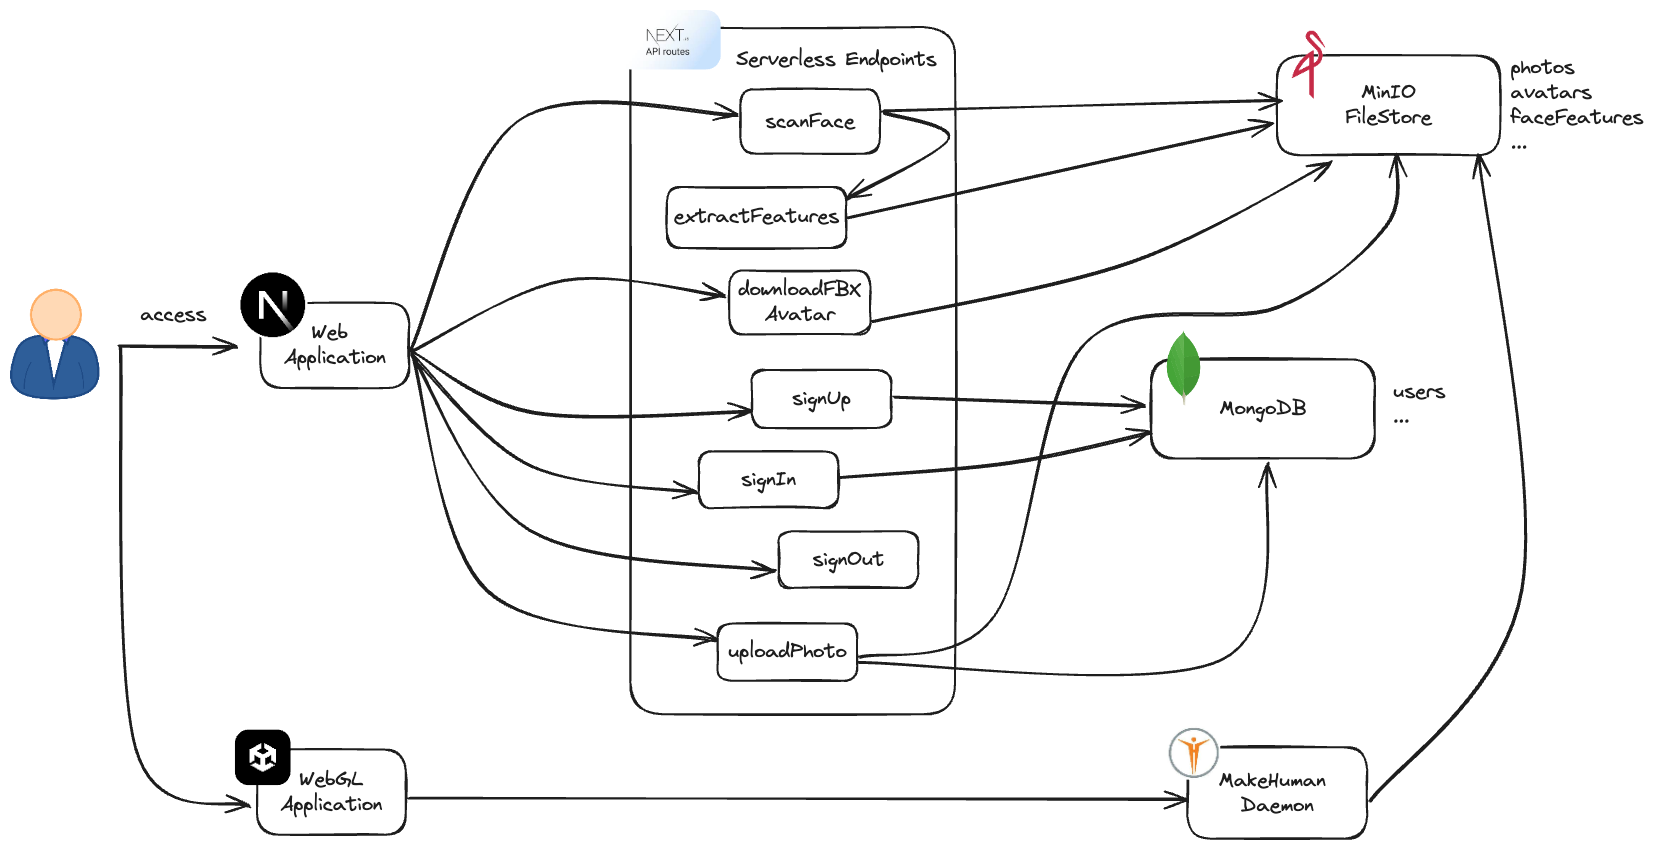 NEXT.JS
API routes
Serverless Endpoints
scanFace
extractFeatures
downloadFBX
Avatar
signUp
signIn
signOut
uploadPhoto
access
N
Web
Application
WebGL
Application
MinIO
FileStore
photos
avatars
faceFeatures
...
MongoDB
users
...
MakeHuman
Daemon